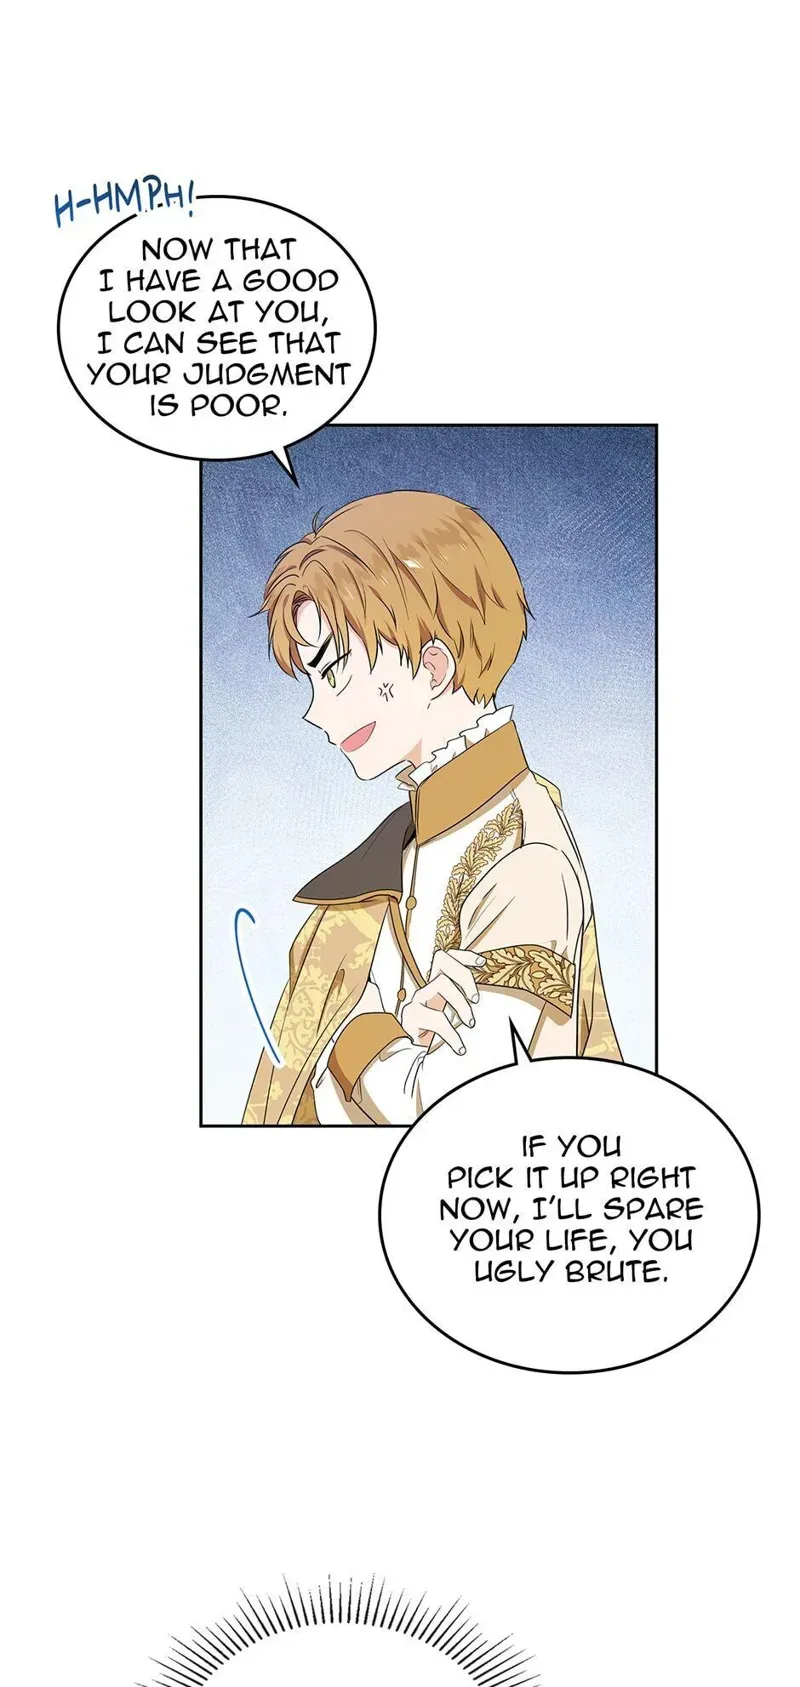 H-HMPH!
NOW THAT
I HAVE A GOOD
LOOK AT YOU,
I CAN SEE THAT
YOUR JUDGMENT
IS POOR.
IF YOU
PICK IT UP RIGHT
NOW, I'LL SPARE
YOUR LIFE, YOU
UGLY BRUTE.